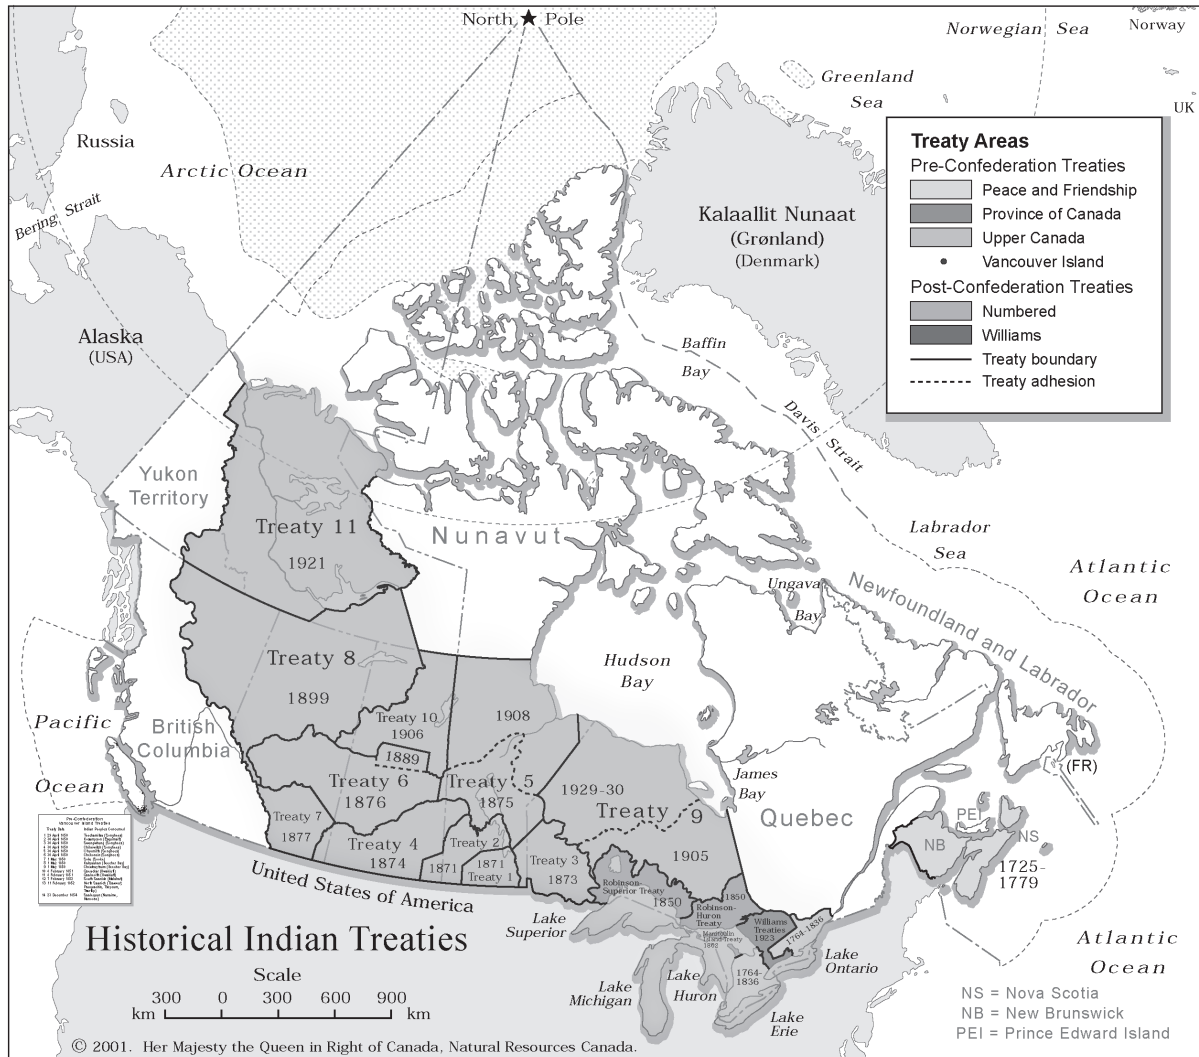 North Pole
Norwegian Sea
Norway
Greenland
Sea
UK
Russia
Arctic Ocean
Bering Strait
Treaty Areas
Pre-Confederation Treaties
Peace and Friendship
Province of Canada
Upper Canada
Vancouver Island
Post-Confederation Treaties
Numbered
Williams
Treaty boundary
Treaty adhesion
Kalaallit Nunaat
(Grønland)
(Denmark)
Alaska
(USA)
Baffin
Bay
Davis Strait
Yukon
Territory
Treaty 11
1921
Nunavut
Labrador
Sea
Atlantic
Ocean
Ungava
Bay
Newfoundland and Labrador
Hudson
Bay
Treaty 8
1899
Pacific
Ocean
British
Columbia
Treaty 10
1906
1908
1889
Treaty 6
1876
Treaty 5
1875
1929-30
Treaty 9
1905
James
Bay
Quebec
(FR)
PEI
NB
NS
1725-
1779
Treaty 7
1877
Treaty 4
1874
Treaty 2
1871
1871
Treaty 1
Treaty 3
1873
Robinson-
Superior Treaty
1850
1850
Robinson-
Huron
Treaty
Williams
Treaties
1923
1764-1836
Manitoulin
Island Treaty
1862
1764-
1836
United States of America
Lake
Superior
Lake
Michigan
Lake
Huron
Lake
Ontario
Lake
Erie
Atlantic
Ocean
Pre-Confederation
Vancouver Island Treaties
Historical Indian Treaties
Scale
300 0 300 600 900
km km
NS = Nova Scotia
NB = New Brunswick
PEI = Prince Edward Island
© 2001. Her Majesty the Queen in Right of Canada, Natural Resources Canada.